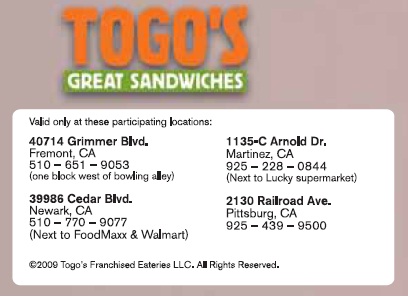 TOGO'S
GREAT SANDWICHES
Valid only at these participating locations:
40714 Grimmer Blvd.
Fremont, CA
510 – 651 – 9053
(one block west of bowling alley)
39986 Cedar Blvd.
Newark, CA
510 – 770 – 9077
(Next to FoodMaxx & Walmart)
1135-C Arnold Dr.
Martinez, CA
925 – 228 – 0844
(Next to Lucky supermarket)
2130 Railroad Ave.
Pittsburg, CA
925 – 439 – 9500
©2009 Togo's Franchised Eateries LLC. All Rights Reserved.